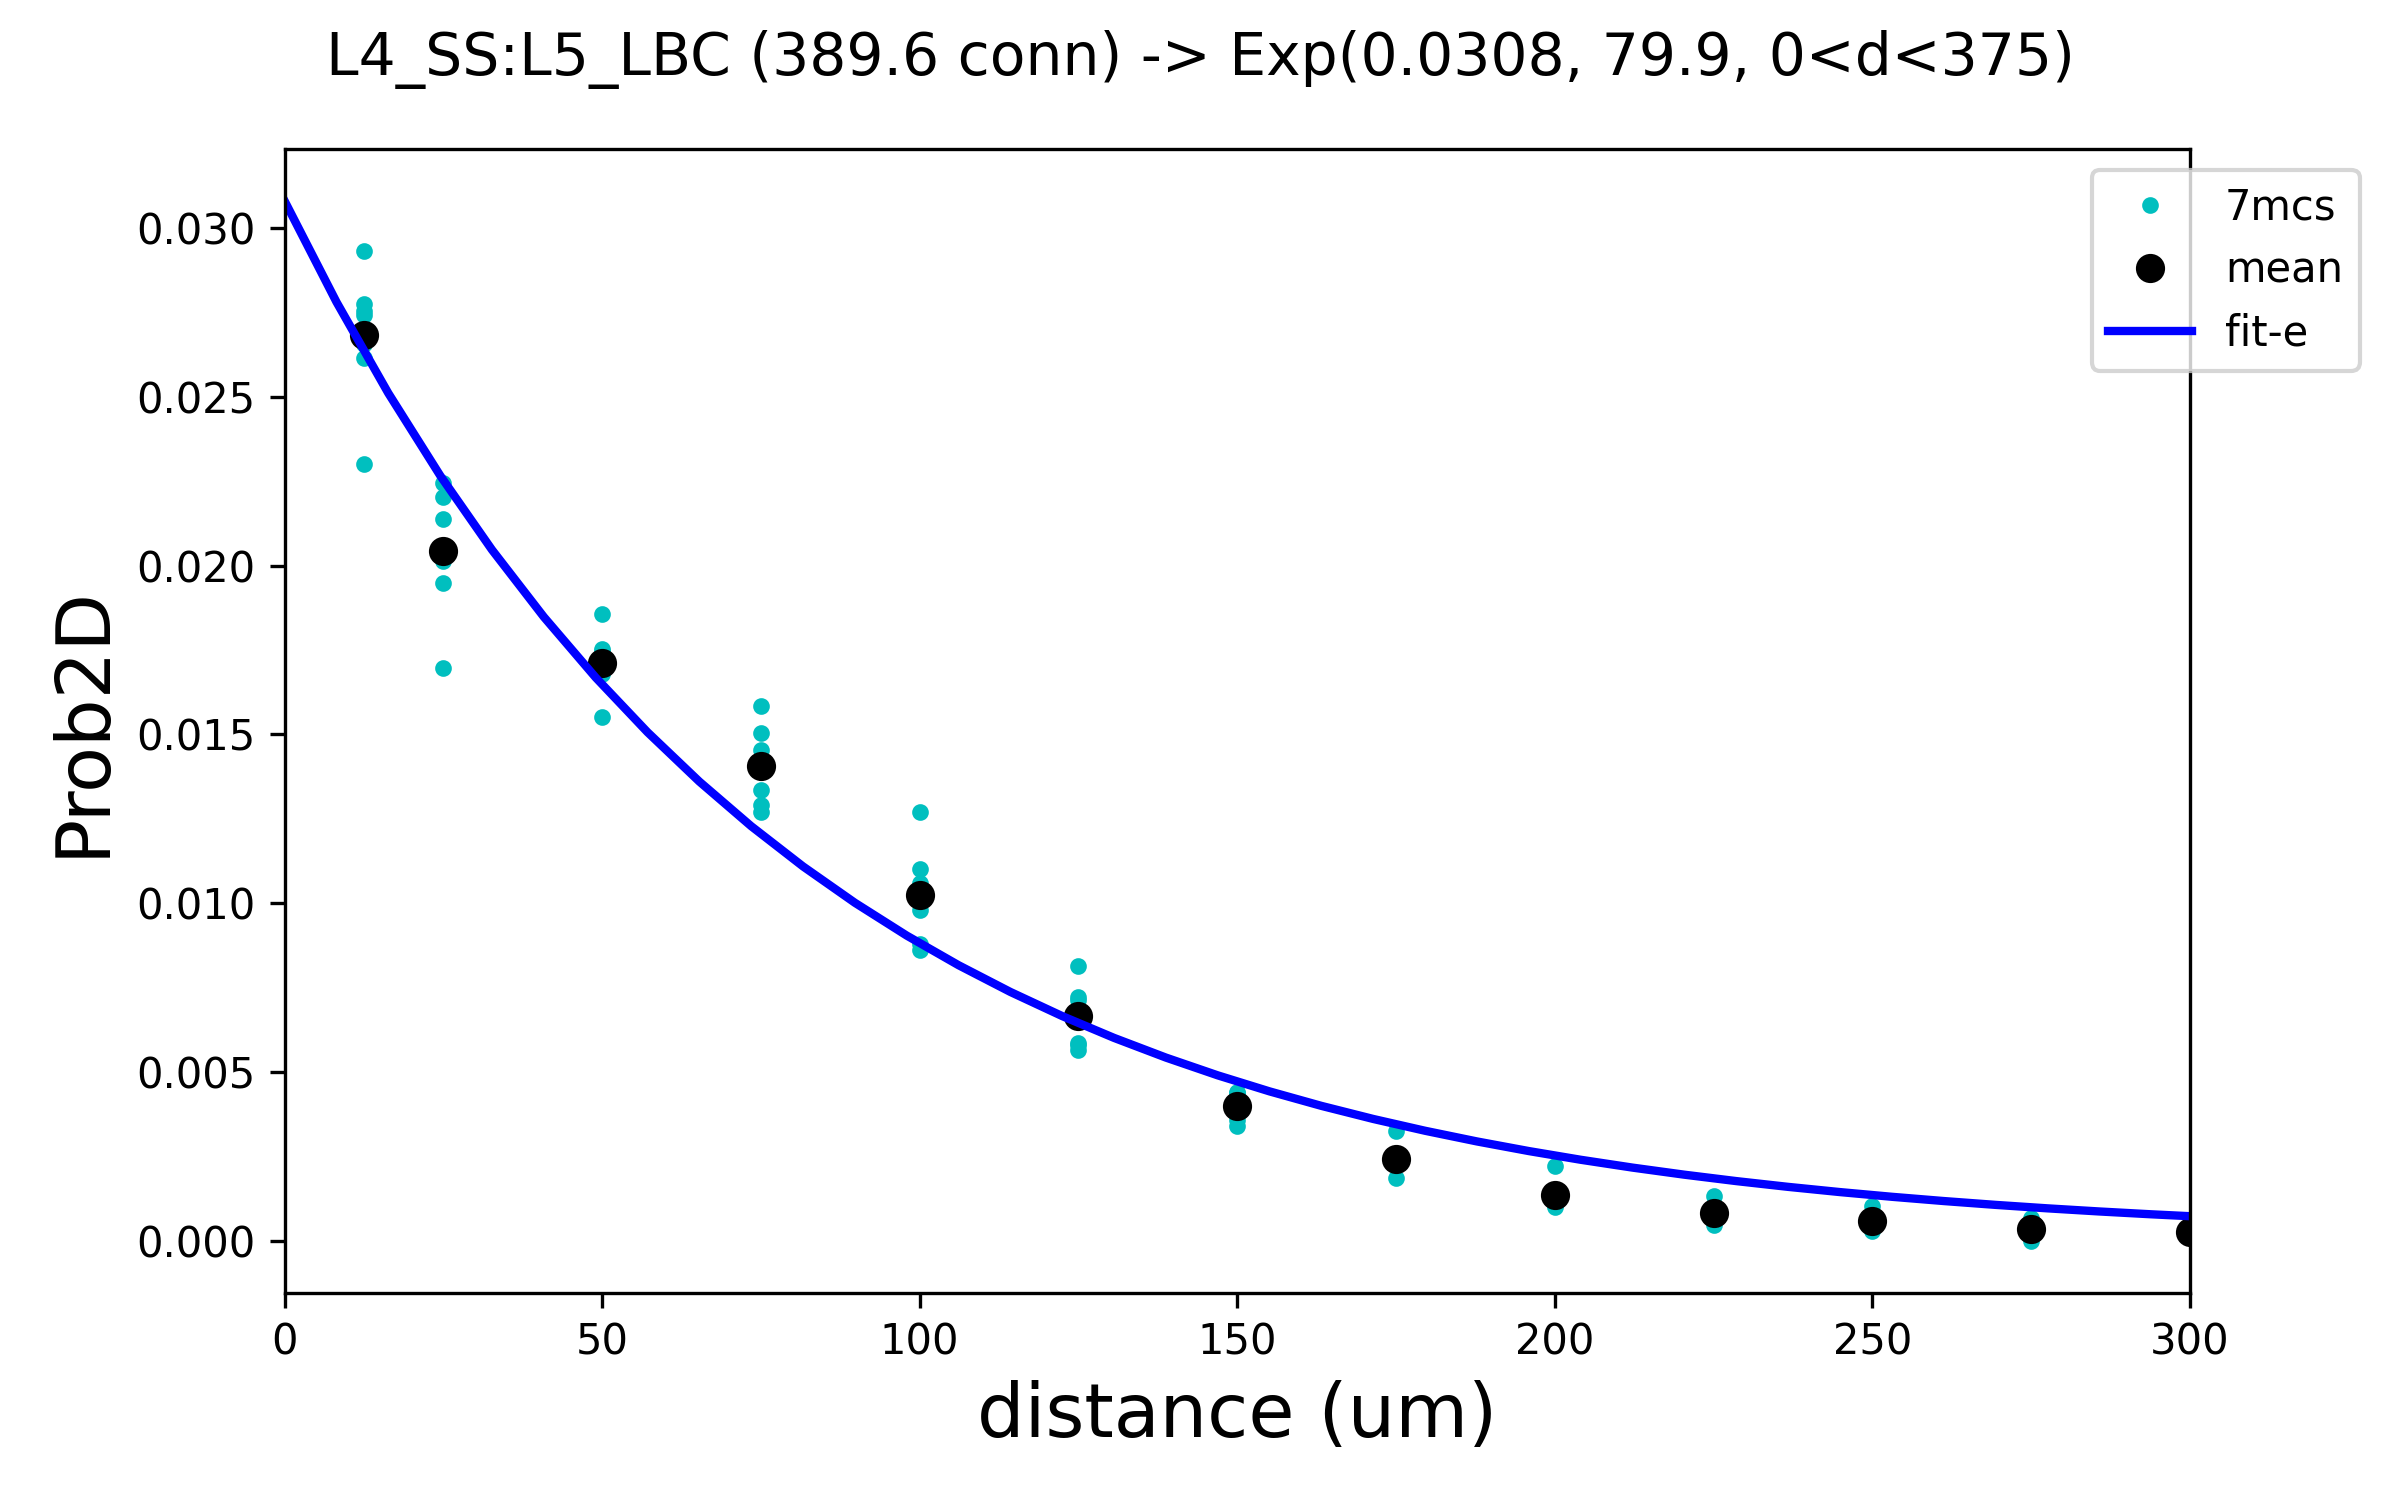 L4_SS:L5_LBC (389.6 conn) -> Exp(0.0308, 79.9, 0<d<375)
7mcs
mean
fit-e
Prob2D
0.030
0.025
0.020
0.015
0.010
0.005
0.000
0 50 100 150 200 250 300
distance (um)